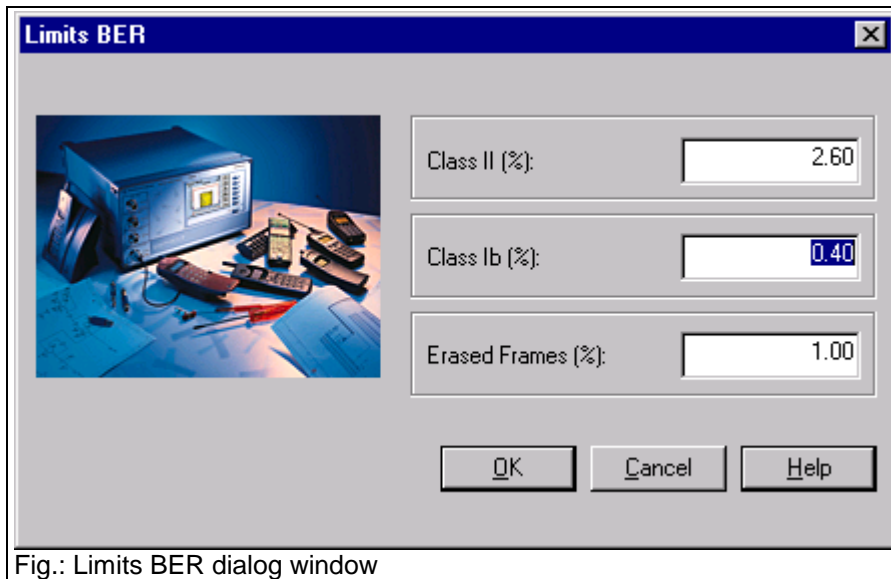 Limits BER
Class II (%):
2.60
Class Ib (%):
0.40
Erased Frames (%):
1.00
OK
Cancel
Help
Fig.: Limits BER dialog window